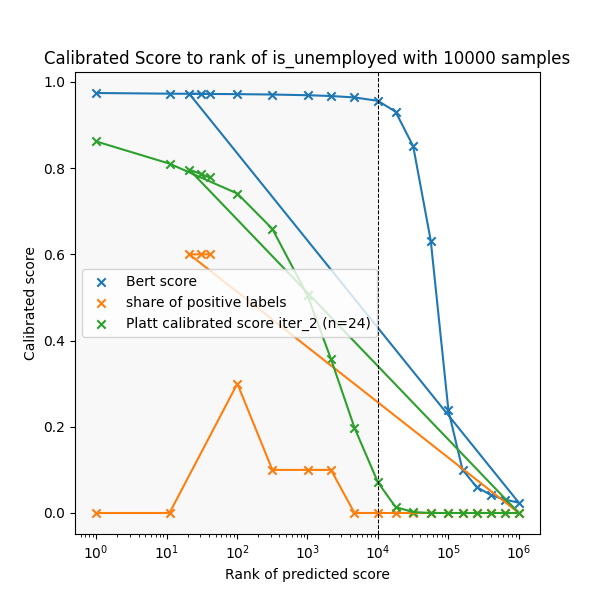 Calibrated Score to rank of is_unemployed with 10000 samples
1.0
0.8
0.6
0.4
0.2
0.0
Calibrated score
Bert score
share of positive labels
Platt calibrated score iter_2 (n=24)
10^0 10^1 10^2 10^3 10^4 10^5 10^6
Rank of predicted score